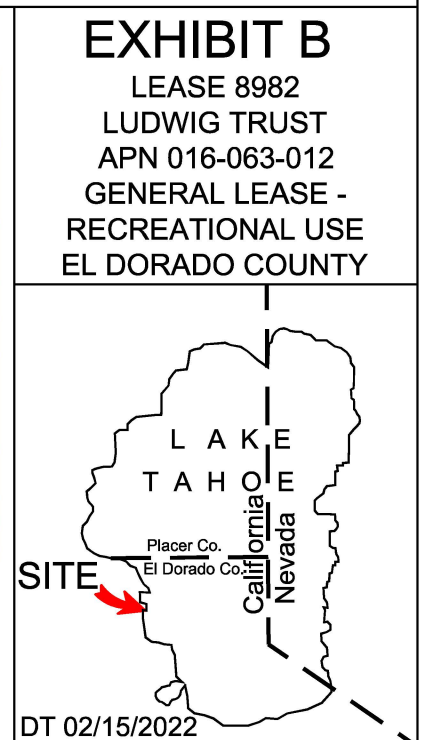 EXHIBIT B
LEASE 8982
LUDWIG TRUST
APN 016-063-012
GENERAL LEASE -
RECREATIONAL USE
EL DORADO COUNTY
LAKE
TAHOE
Placer Co.
El Dorado Co.
California
Nevada
SITE
DT 02/15/2022